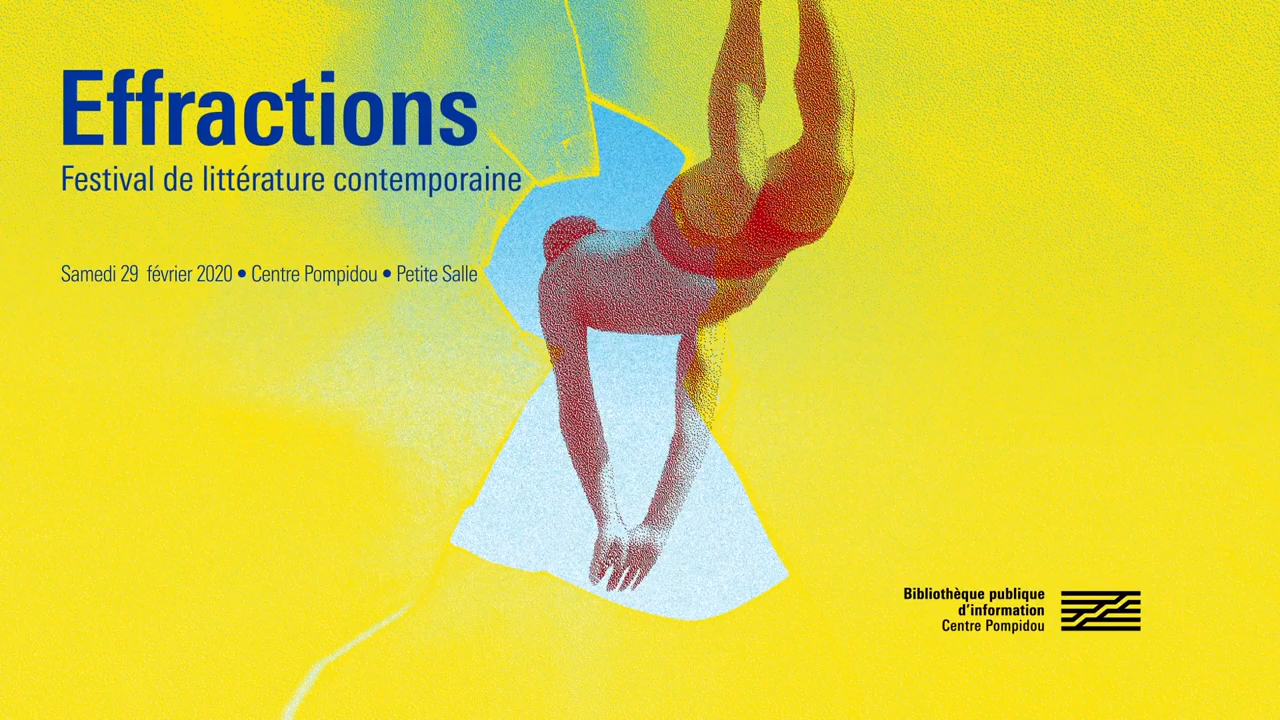 Effractions
Festival de littérature contemporaine
Samedi 29 février 2020 • Centre Pompidou • Petite Salle
Bibliothèque publique
d'information
Centre Pompidou